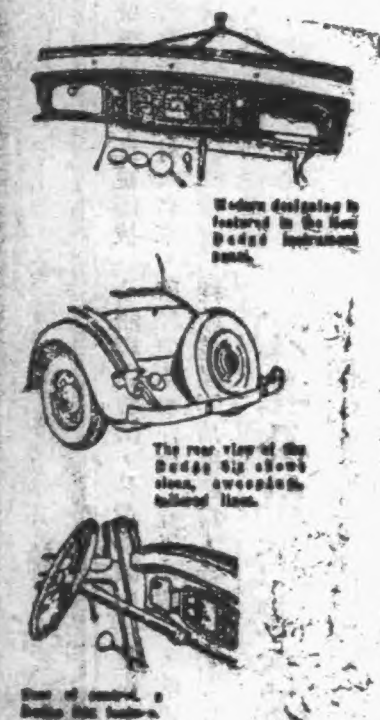 Modern designing is
featured in the New
Dodge instrument
panel.
The rear view of the
Dodge Six shows
clean, sweeping,
tailored lines.
of control, a
Dodge